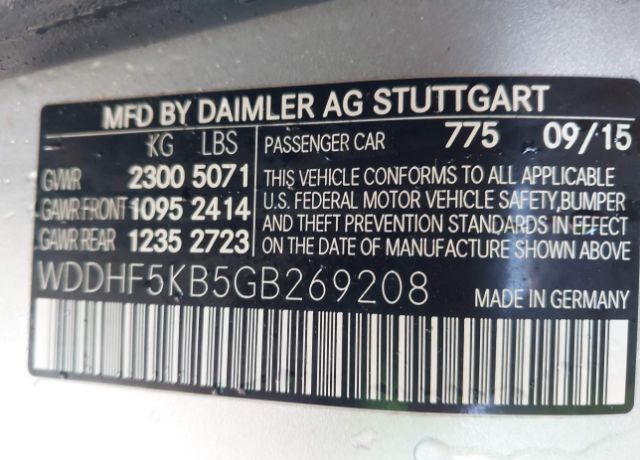 MFD BY DAIMLER AG STUTTGART
KG LBS
GVWR 2300 5071
GAWR FRONT 1095 2414
GAWR REAR 1235 2723
PASSENGER CAR 775 09/15
THIS VEHICLE CONFORMS TO ALL APPLICABLE
U.S. FEDERAL MOTOR VEHICLE SAFETY, BUMPER
AND THEFT PREVENTION STANDARDS IN EFFECT
ON THE DATE OF MANUFACTURE SHOWN ABOVE.
WDDHF5KB5GB269208
MADE IN GERMANY